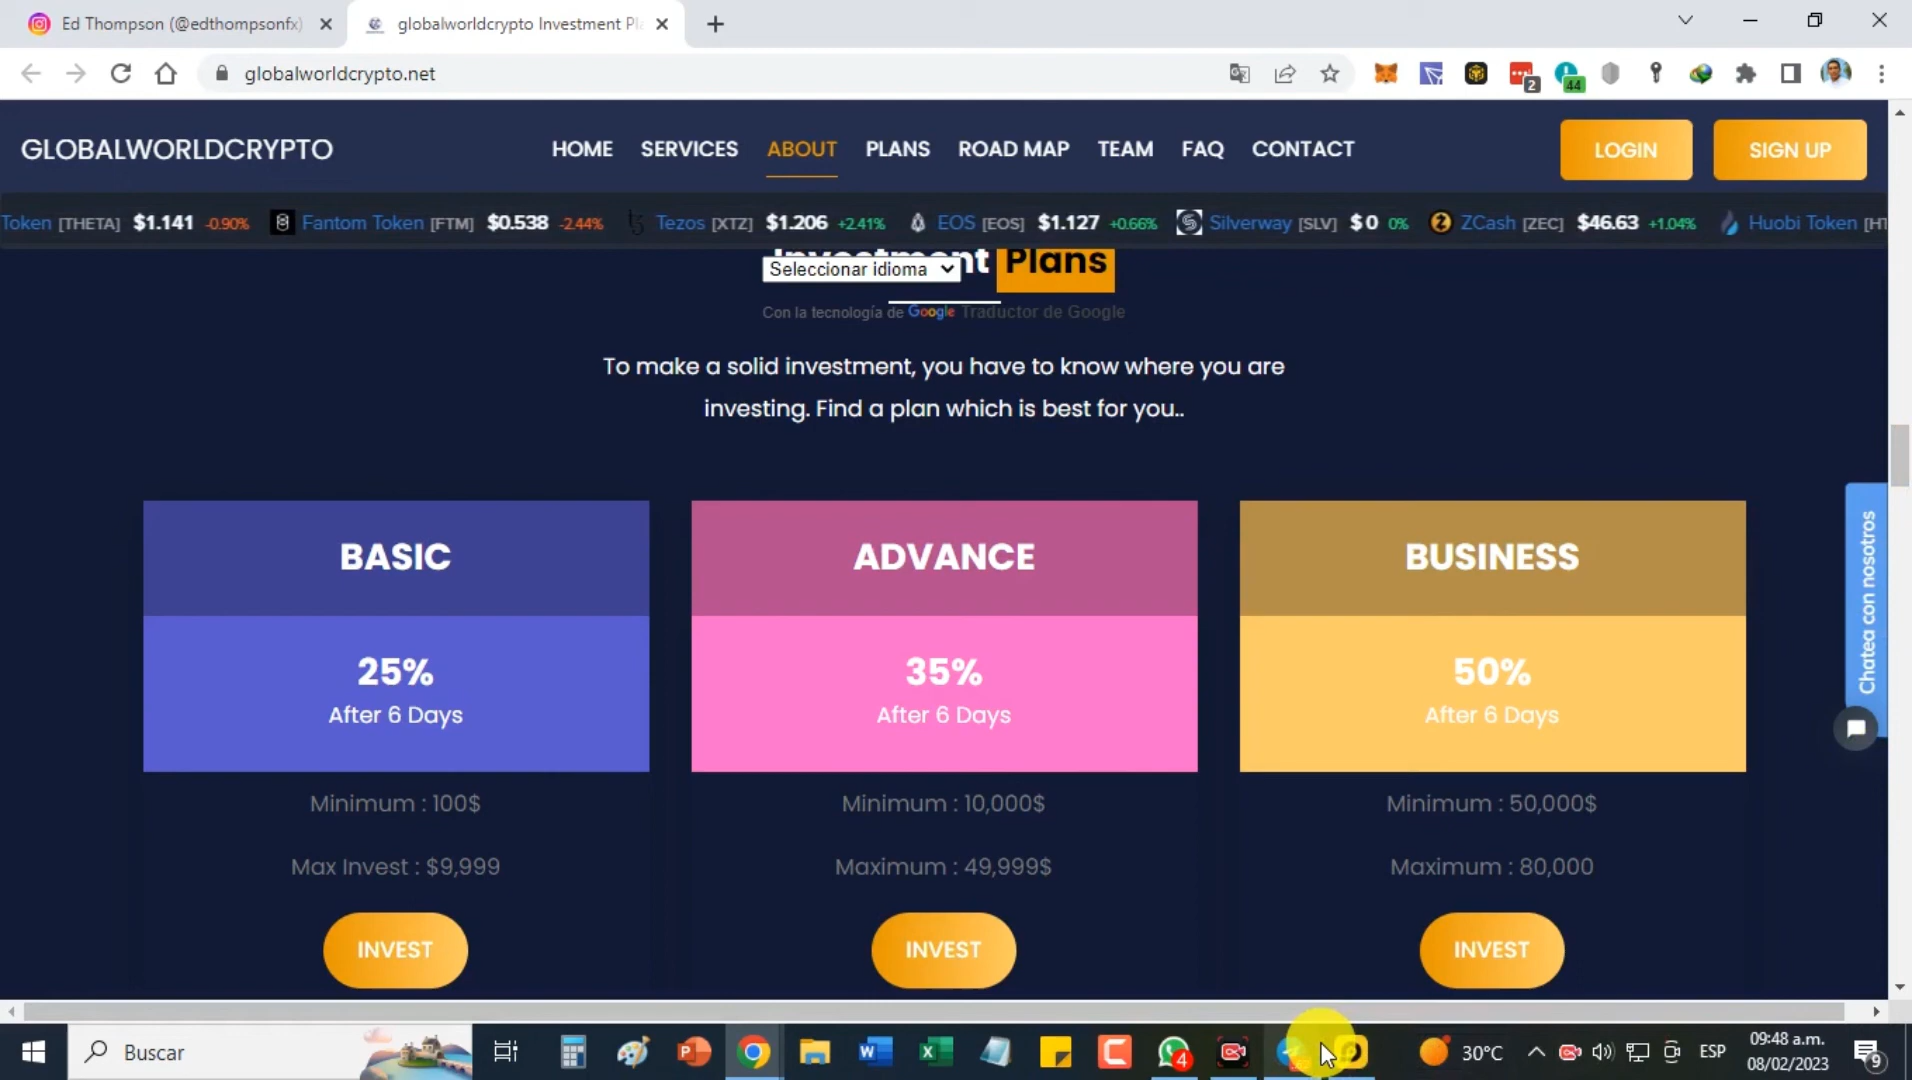 Ed Thompson (@edthompsonfx)
globalworldcrypto Investment Pl
globalworldcrypto.net
2
44
GLOBALWORLDCRYPTO
HOME SERVICES ABOUT PLANS ROAD MAP TEAM FAQ CONTACT
LOGIN
SIGN UP
Token [THETA] $1.141 -0.90% Fantom Token [FTM] $0.538 -2.44% Tezos [XTZ] $1.206 +2.41% EOS [EOS] $1.127 +0.66% Silverway [SLV] $ 0 0% ZCash [ZEC] $46.63 +1.04% Huobi Token [HT
Investment Plans
Seleccionar idioma
Con la tecnología de Google Traductor de Google
To make a solid investment, you have to know where you are
investing. Find a plan which is best for you..
BASIC
25%
After 6 Days
Minimum : 100$
Max Invest : $9,999
INVEST
ADVANCE
35%
After 6 Days
Minimum : 10,000$
Maximum : 49,999$
INVEST
BUSINESS
50%
After 6 Days
Minimum : 50,000$
Maximum : 80,000
INVEST
Chatea con nosotros
Buscar
4
30°C
ESP
09:48 a.m.
08/02/2023
9